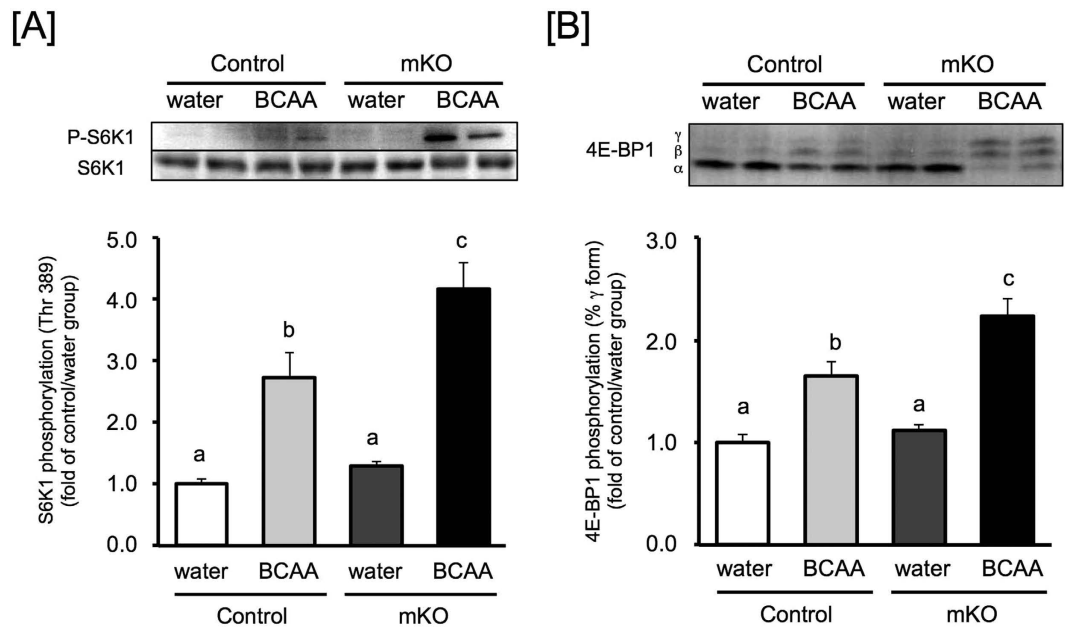 [A]
Control mKO
water BCAA water BCAA
P-S6K1
S6K1
S6K1 phosphorylation (Thr 389)
(fold of control/water group)
5.0
4.0
3.0
2.0
1.0
0.0
a
b
a
c
water BCAA water BCAA
Control mKO
[B]
Control mKO
water BCAA water BCAA
4E-BP1
γ
β
α
4E-BP1 phosphorylation (% γ form)
(fold of control/water group)
3.0
2.0
1.0
0.0
a
b
a
c
water BCAA water BCAA
Control mKO